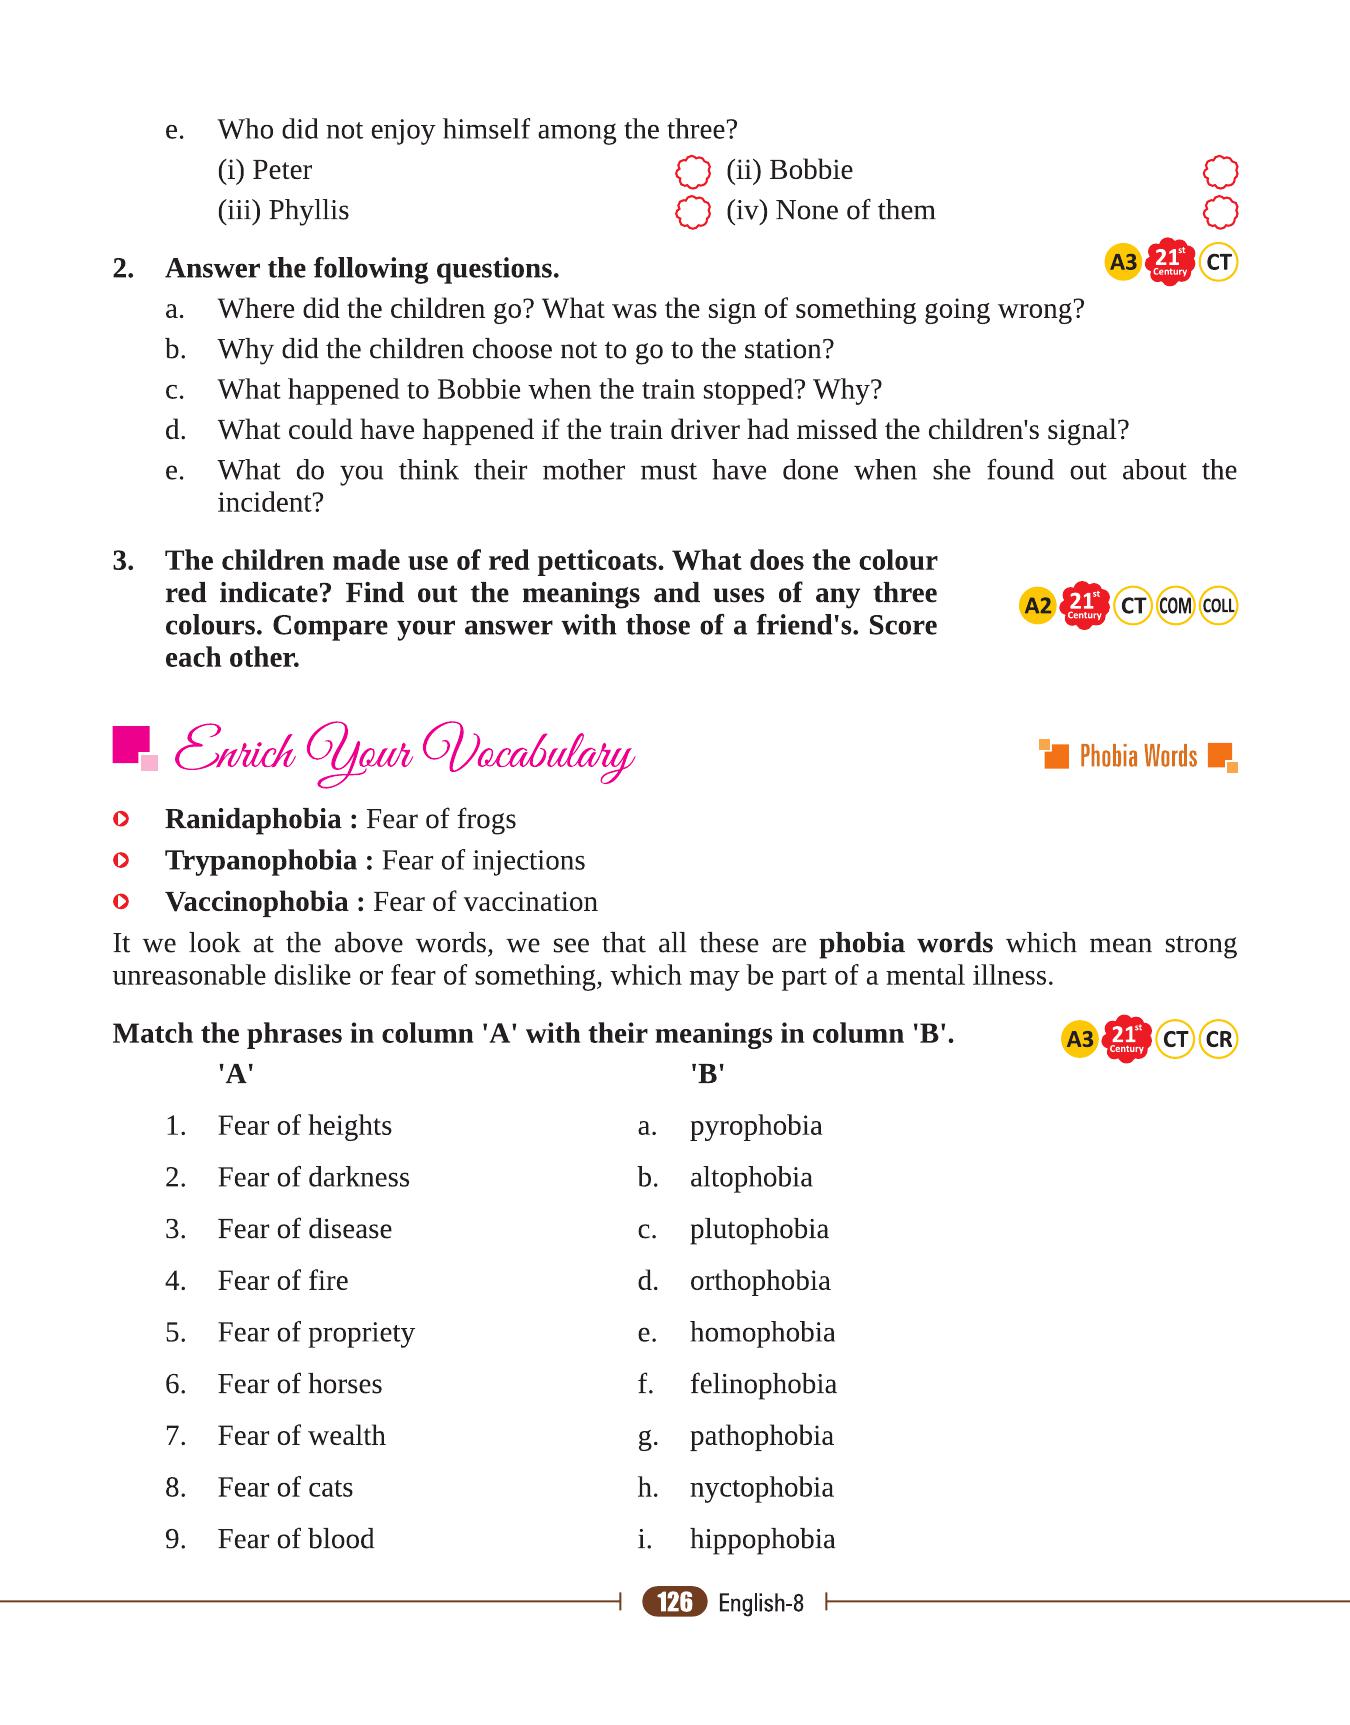 e. Who did not enjoy himself among the three?
(i) Peter (ii) Bobbie
(iii) Phyllis (iv) None of them
2. Answer the following questions. A3 21st Century CT
a. Where did the children go? What was the sign of something going wrong?
b. Why did the children choose not to go to the station?
c. What happened to Bobbie when the train stopped? Why?
d. What could have happened if the train driver had missed the children's signal?
e. What do you think their mother must have done when she found out about the
incident?
3. The children made use of red petticoats. What does the colour
red indicate? Find out the meanings and uses of any three
colours. Compare your answer with those of a friend's. Score
each other.
A2 21st Century CT COM COLL
Enrich Your Vocabulary Phobia Words
Ranidaphobia : Fear of frogs
Trypanophobia : Fear of injections
Vaccinophobia : Fear of vaccination
It we look at the above words, we see that all these are phobia words which mean strong
unreasonable dislike or fear of something, which may be part of a mental illness.
Match the phrases in column 'A' with their meanings in column 'B'. A3 21st Century CT CR
'A' 'B'
1. Fear of heights a. pyrophobia
2. Fear of darkness b. altophobia
3. Fear of disease c. plutophobia
4. Fear of fire d. orthophobia
5. Fear of propriety e. homophobia
6. Fear of horses f. felinophobia
7. Fear of wealth g. pathophobia
8. Fear of cats h. nyctophobia
9. Fear of blood i. hippophobia
126 English-8